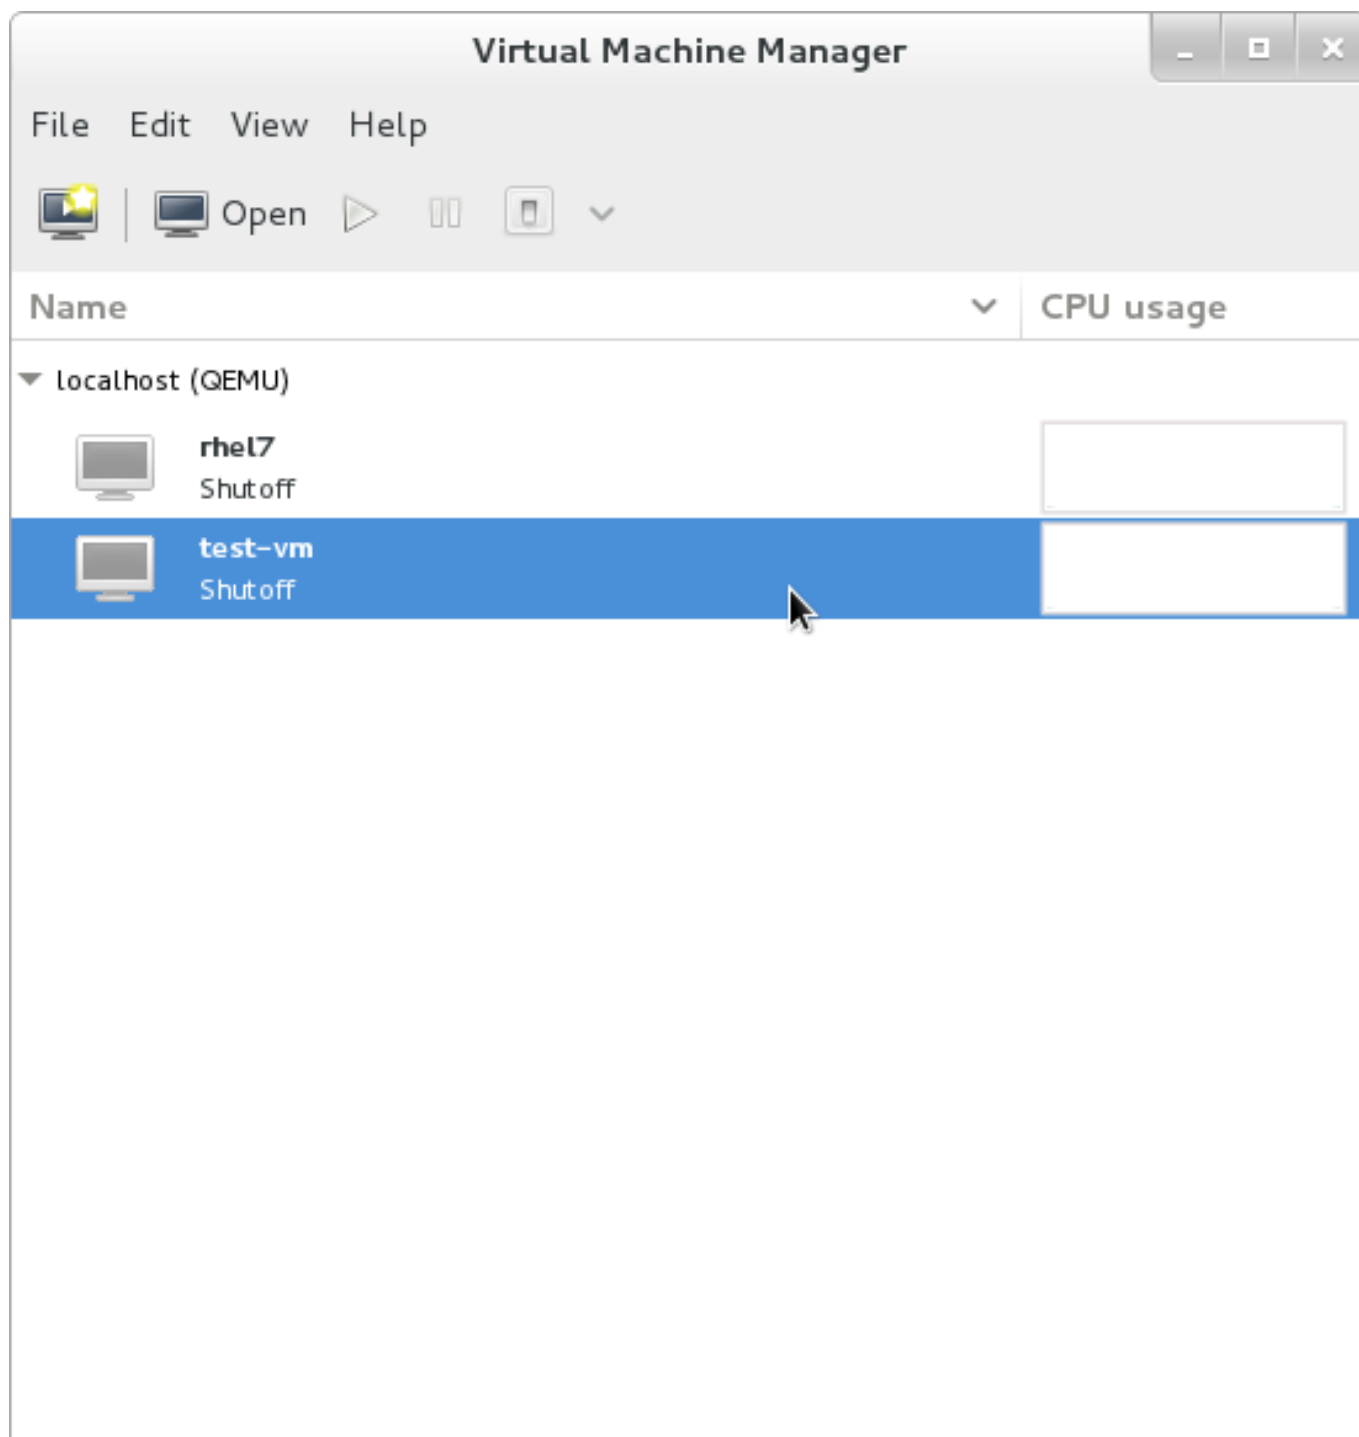 Virtual Machine Manager
File Edit View Help
Open
Name CPU usage
localhost (QEMU)
rhel7
Shutoff
test-vm
Shutoff